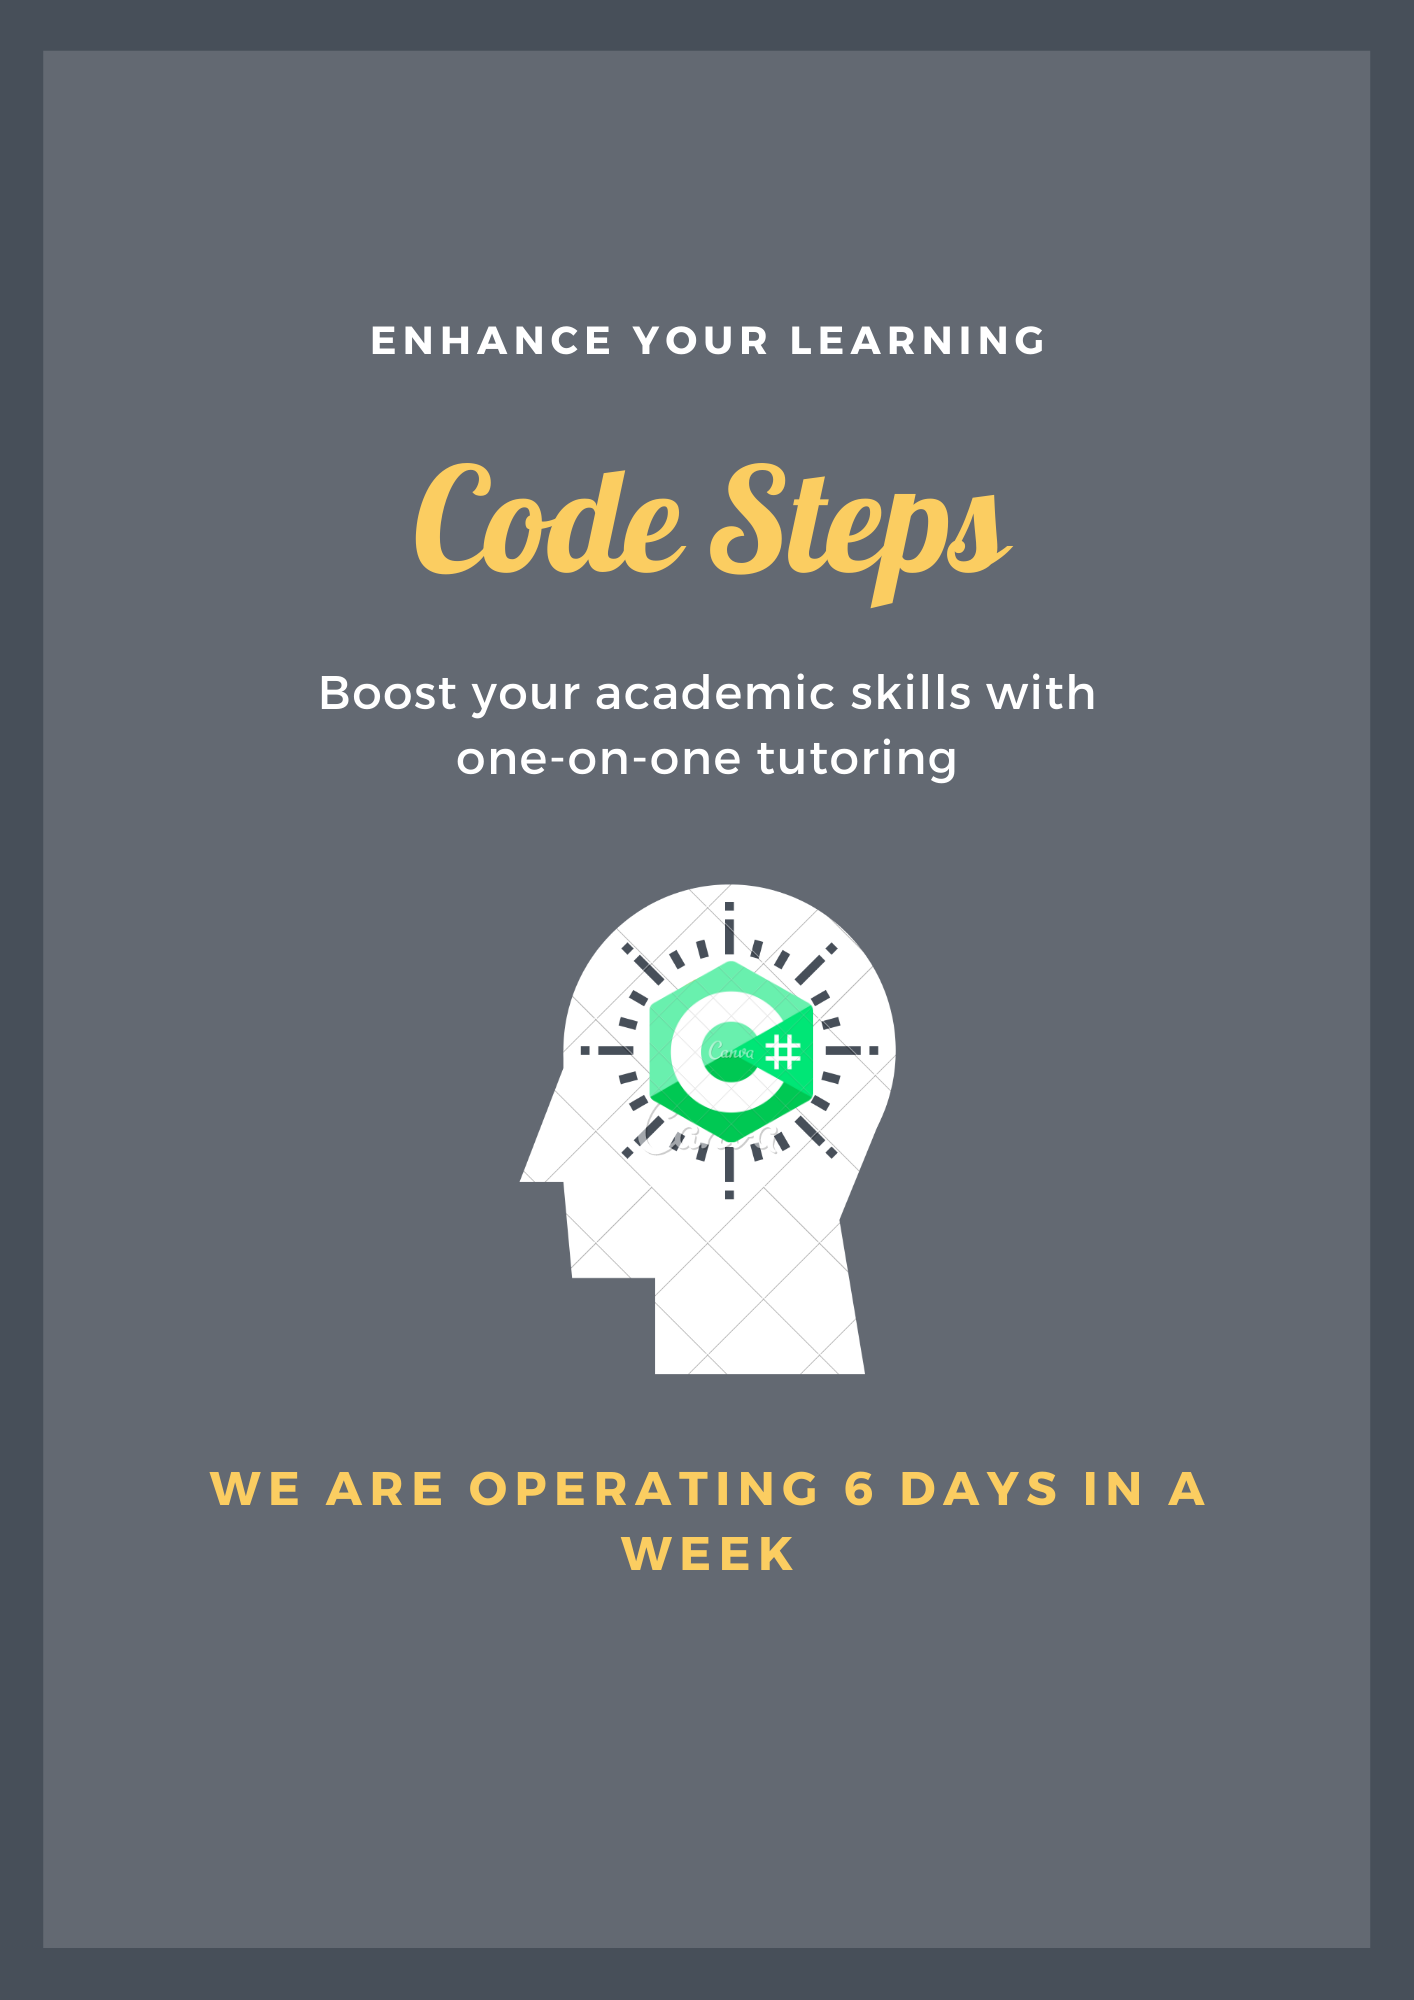 ENHANCE YOUR LEARNING
Code Steps
Boost your academic skills with
one-on-one tutoring
Canva
#
Canva
WE ARE OPERATING 6 DAYS IN A
WEEK